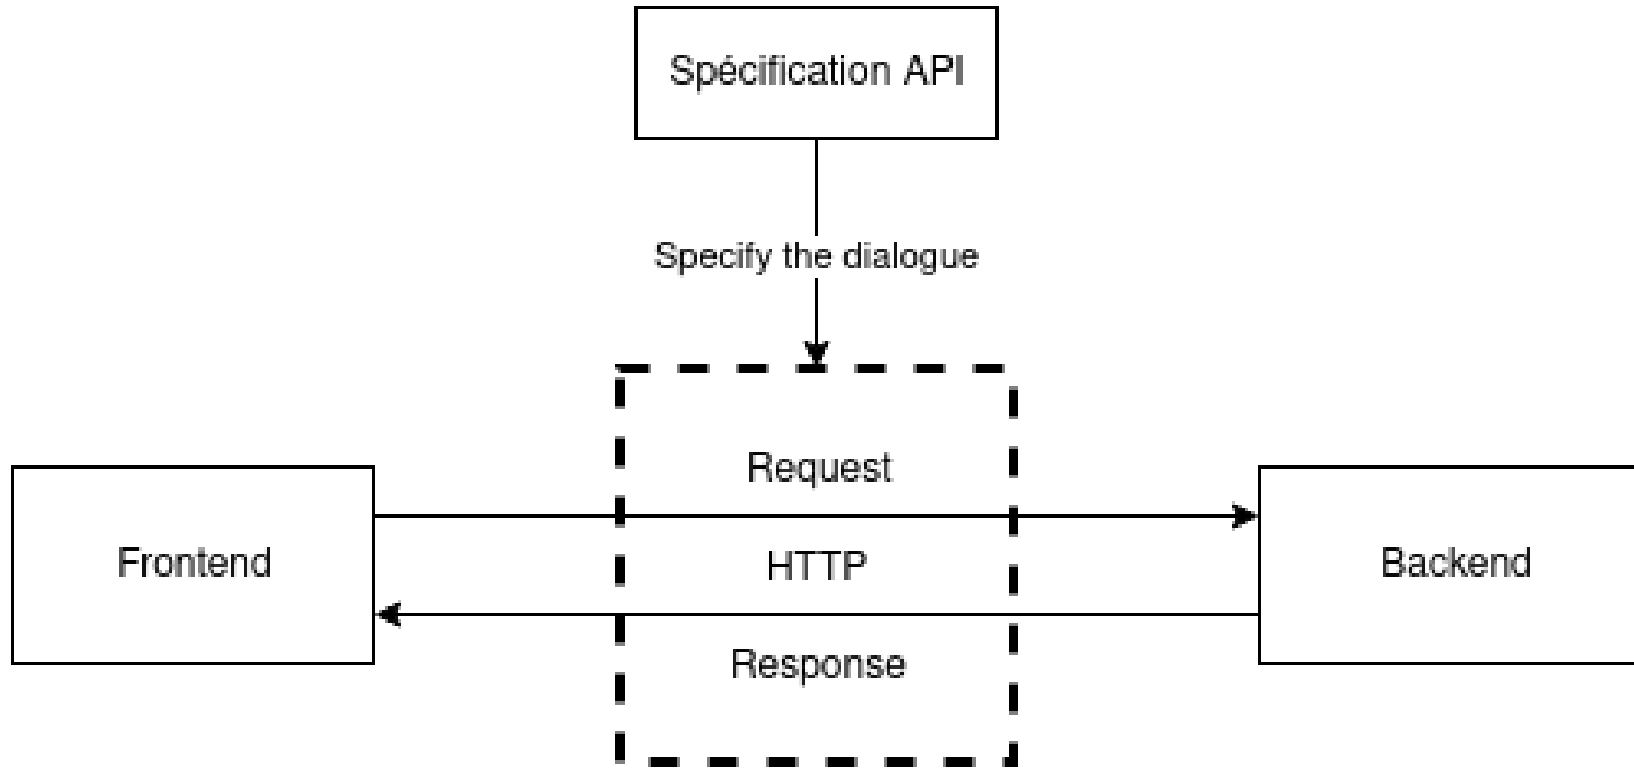 Spécification API
Specify the dialogue
Request
Frontend
HTTP
Backend
Response